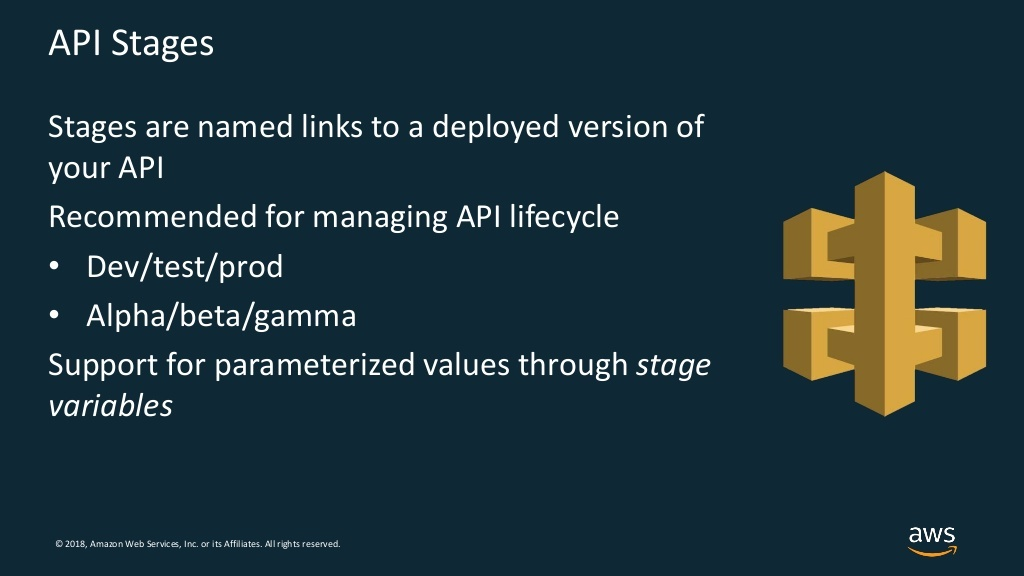 API Stages
Stages are named links to a deployed version of
your API
Recommended for managing API lifecycle
• Dev/test/prod
• Alpha/beta/gamma
Support for parameterized values through stage
variables
© 2018, Amazon Web Services, Inc. or its Affiliates. All rights reserved.
aws